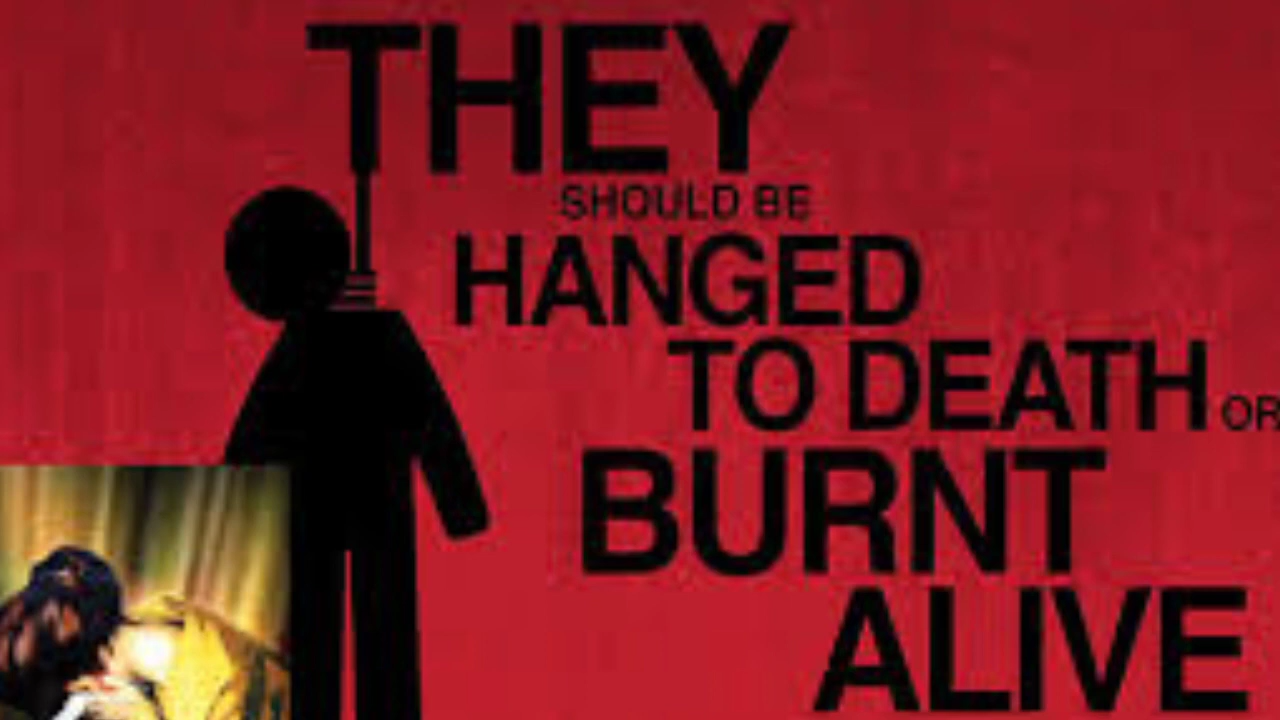 THEY
SHOULD BE
HANGED
TO DEATH OR
BURNT
ALIVE